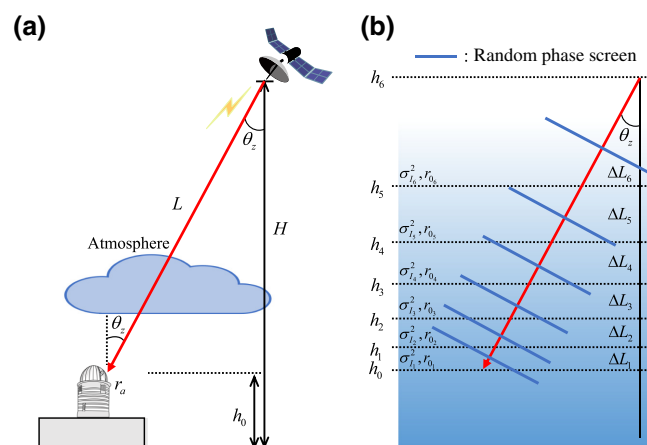 (a)
θz
L
H
Atmosphere
θz
ra
h0
(b)
: Random phase screen
h6
θz
σ²I6, r06
ΔL6
h5
σ²I5, r05
ΔL5
h4
σ²I4, r04
ΔL4
h3
σ²I3, r03
ΔL3
h2
σ²I2, r02
ΔL2
h1
σ²I1, r01
ΔL1
h0